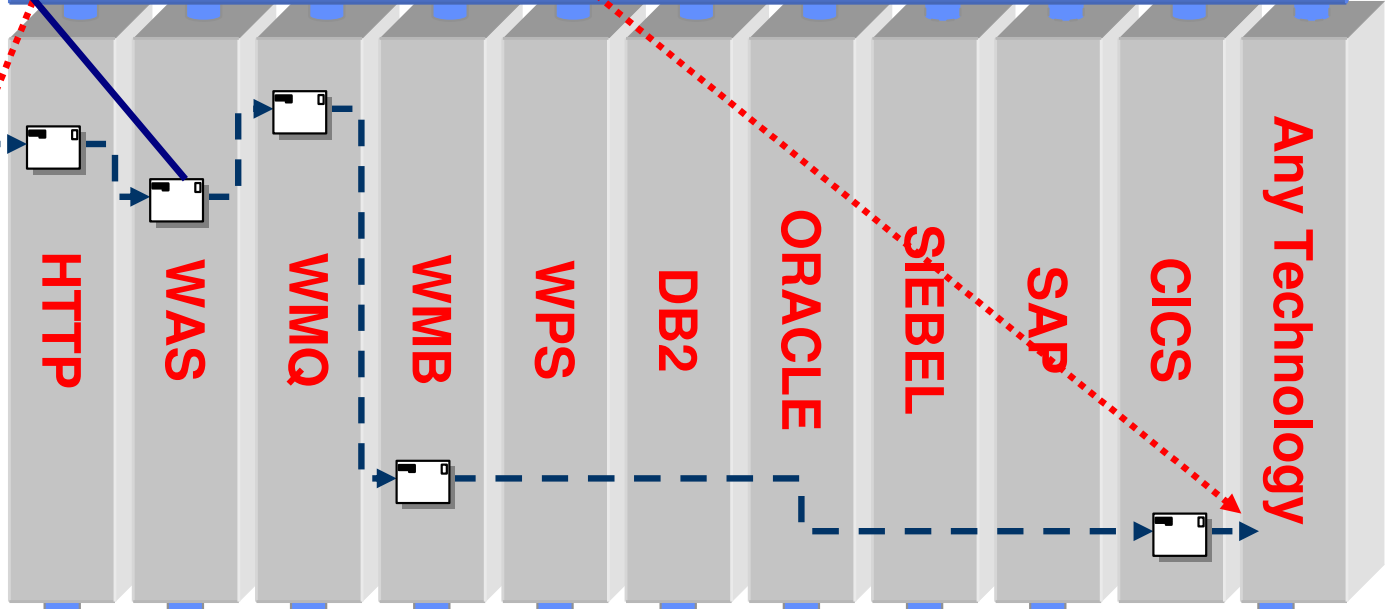 HTTP
WAS
WMQ
WMB
WPS
DB2
ORACLE
SIEBEL
SAP
CICS
Any Technology